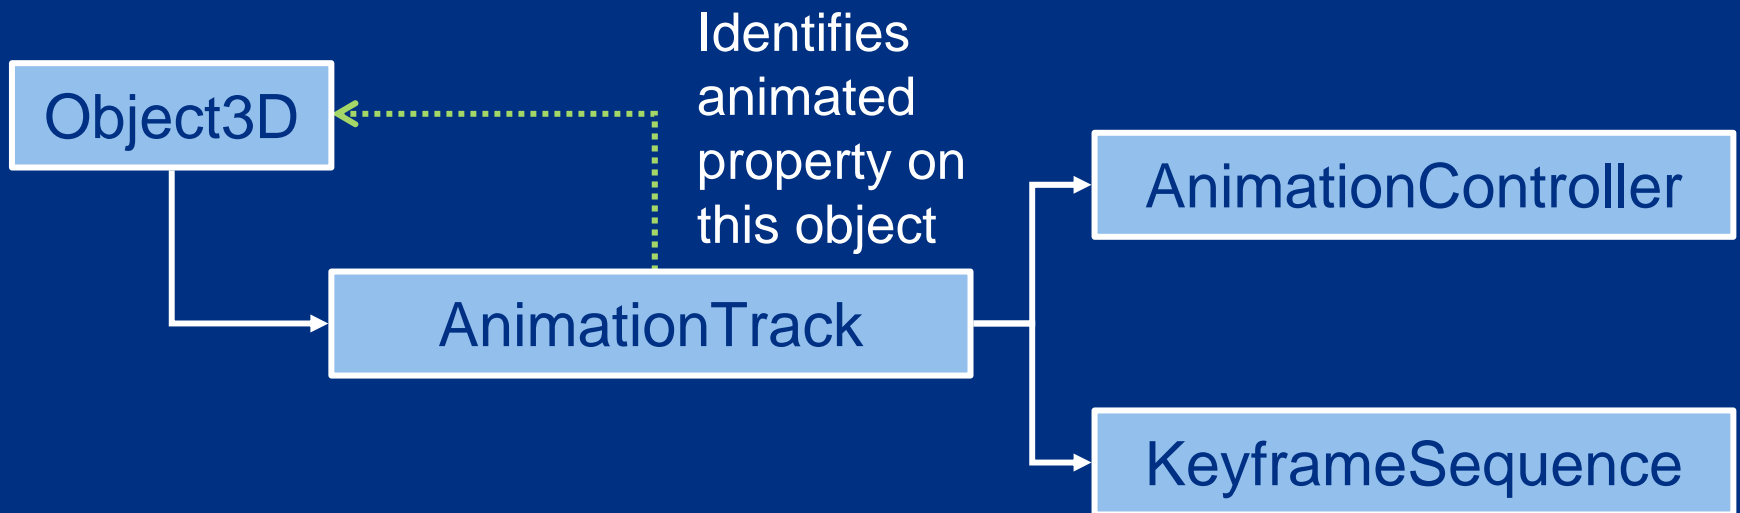 Identifies
animated
property on
this object
Object3D
AnimationController
AnimationTrack
KeyframeSequence